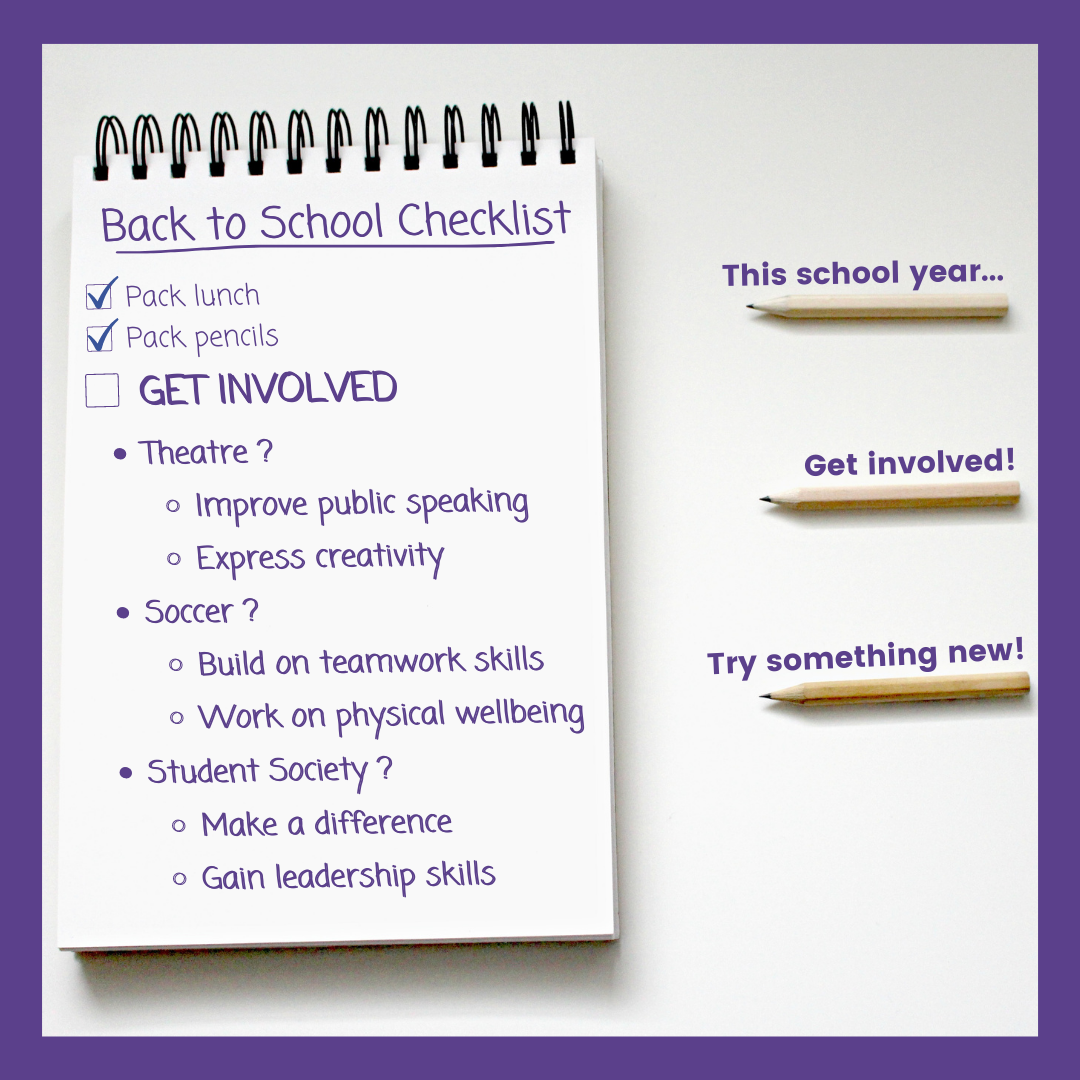 Back to School Checklist
Pack lunch
Pack pencils
GET INVOLVED
Theatre ?
Improve public speaking
Express creativity
Soccer ?
Build on teamwork skills
Work on physical wellbeing
Student Society ?
Make a difference
Gain leadership skills
This school year...
Get involved!
Try something new!